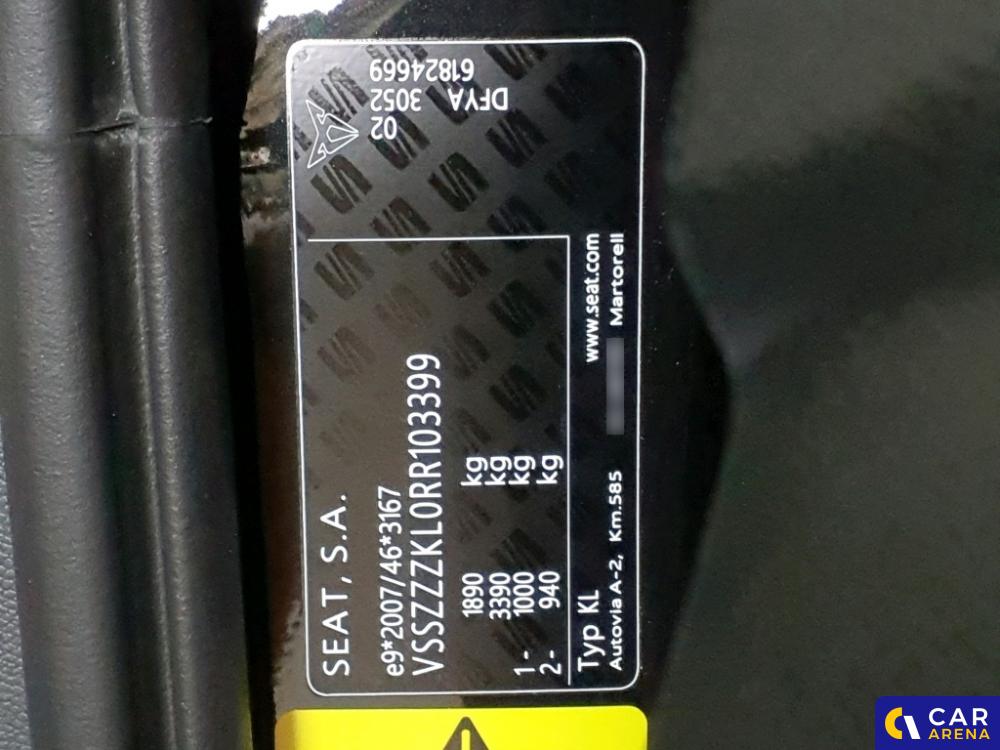 SEAT, S.A.
e9*2007/46*3167
VSSZZZKL0RR103399
1890 kg
3390 kg
1- 1000 kg
2- 940 kg
Typ KL
www.seat.com
Autovia A-2, Km.585
Martorell
02
3052
61824669
DFYA
CAR
ARENA